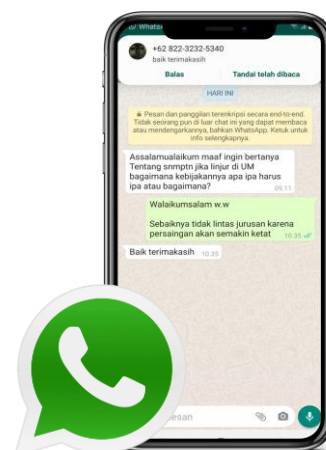 +62 822-3232-5340
baik terimakasih
Balas Tandai telah dibaca
HARI INI
Pesan dan panggilan terenkripsi secara end-to-end.
Tidak seorang pun di luar chat ini yang dapat membaca
atau mendengarkannya, bahkan WhatsApp. Ketuk untuk
info selengkapnya.
Assalamualaikum maaf ingin bertanya
Tentang snmptn jika linjur di UM
bagaimana kebijakannya apa ipa harus
ipa atau bagaimana?
09.11
Walaikumsalam w.w
Sebaiknya tidak lintas jurusan karena
persaingan akan semakin ketat 10.35
Baik terimakasih 10.35